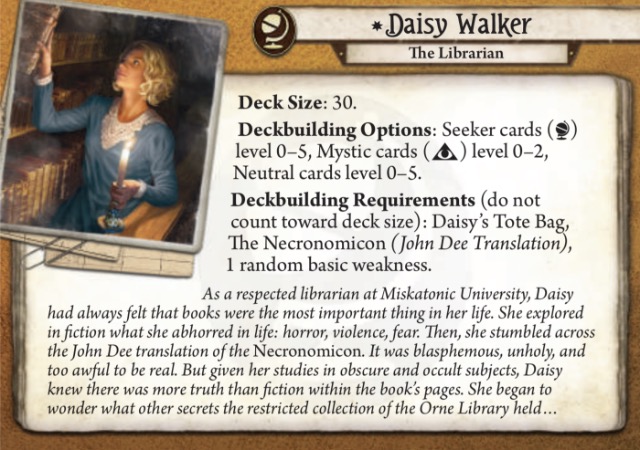 Daisy Walker
The Librarian
Deck Size: 30.
Deckbuilding Options: Seeker cards ( )
level 0–5, Mystic cards ( ) level 0–2,
Neutral cards level 0–5.
Deckbuilding Requirements (do not
count toward deck size): Daisy's Tote Bag,
The Necronomicon (John Dee Translation),
1 random basic weakness.
As a respected librarian at Miskatonic University, Daisy
had always felt that books were the most important thing in her life. She explored
in fiction what she abhorred in life: horror, violence, fear. Then, she stumbled across
the John Dee translation of the Necronomicon. It was blasphemous, unholy, and
too awful to be real. But given her studies in obscure and occult subjects, Daisy
knew there was more truth than fiction within the book's pages. She began to
wonder what other secrets the restricted collection of the Orne Library held…